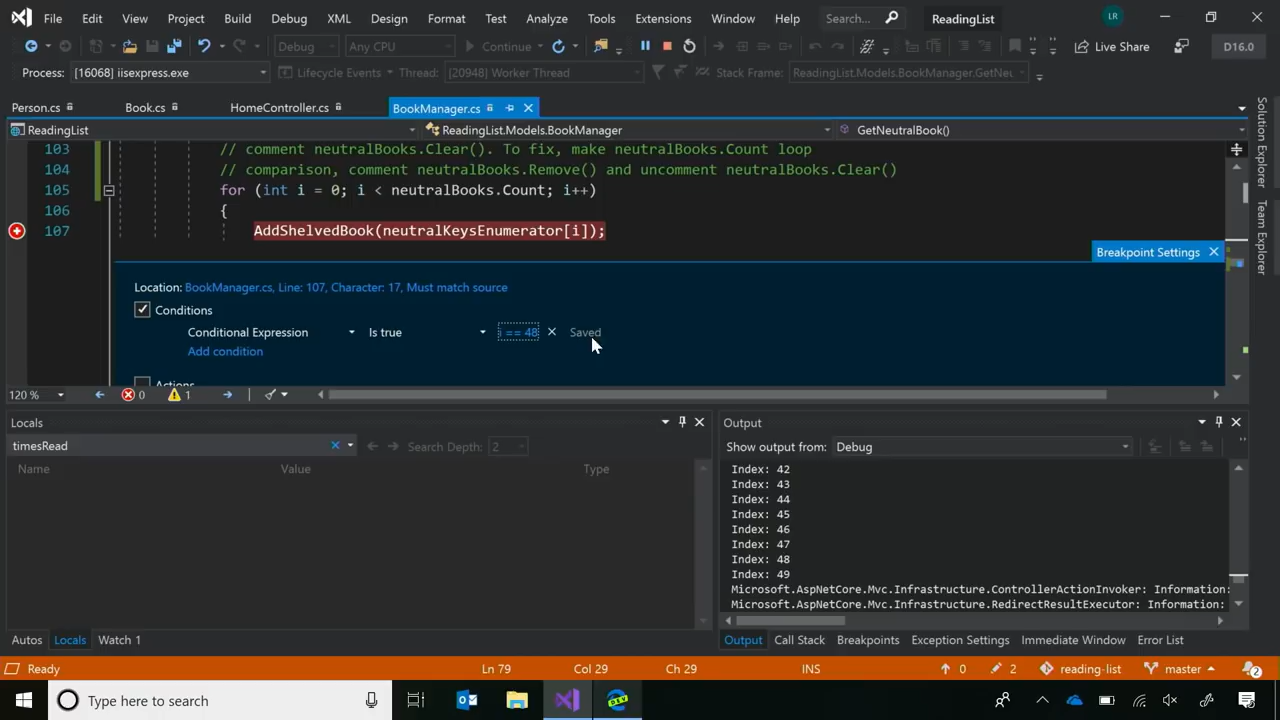 File Edit View Project Build Debug XML Design Format Test Analyze Tools Extensions Window Help Search... ReadingList LR
Debug Any CPU Continue Live Share D16.0
Process: [16068] iisexpress.exe Lifecycle Events Thread: [20948] Worker Thread Stack Frame: ReadingList.Models.BookManager.GetNeu
Person.cs Book.cs HomeController.cs BookManager.cs
ReadingList ReadingList.Models.BookManager GetNeutralBook()
103 // comment neutralBooks.Clear(). To fix, make neutralBooks.Count loop
104 // comparison, comment neutralBooks.Remove() and uncomment neutralBooks.Clear()
105 for (int i = 0; i < neutralBooks.Count; i++)
106 {
107 AddShelvedBook(neutralKeysEnumerator[i]);
Breakpoint Settings
Location: BookManager.cs, Line: 107, Character: 17, Must match source
Conditions
Conditional Expression Is true i == 48 Saved
Add condition
Actions
120 % 0 1
Locals
timesRead Search Depth: 2
Name Value Type
Output
Show output from: Debug
Index: 42
Index: 43
Index: 44
Index: 45
Index: 46
Index: 47
Index: 48
Index: 49
Microsoft.AspNetCore.Mvc.Infrastructure.ControllerActionInvoker: Information:
Microsoft.AspNetCore.Mvc.Infrastructure.RedirectResultExecutor: Information:
Autos Locals Watch 1
Output Call Stack Breakpoints Exception Settings Immediate Window Error List
Ready Ln 79 Col 29 Ch 29 INS 0 2 reading-list master 2
Type here to search
Solution Explorer
Team Explorer